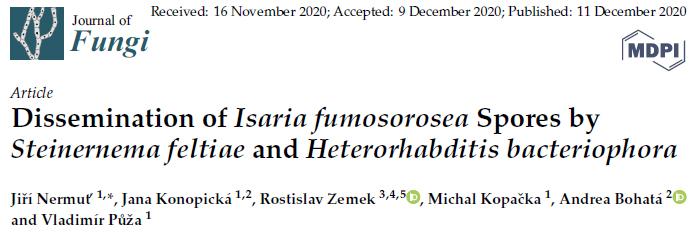 Received: 16 November 2020; Accepted: 9 December 2020; Published: 11 December 2020
Journal of
Fungi
MDPI
Article
Dissemination of Isaria fumosorosea Spores by
Steinernema feltiae and Heterorhabditis bacteriophora
Jiří Nermuť 1,*, Jana Konopická 1,2, Rostislav Zemek 3,4,5 iD, Michal Kopačka 1, Andrea Bohatá 2 iD
and Vladimír Půža 1